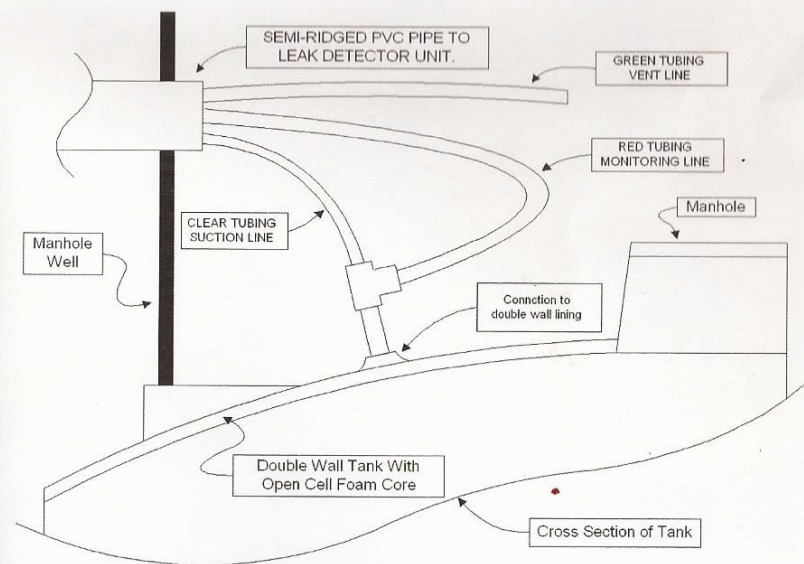 SEMI-RIDGED PVC PIPE TO
LEAK DETECTOR UNIT.
GREEN TUBING
VENT LINE
RED TUBING
MONITORING LINE
Manhole
CLEAR TUBING
SUCTION LINE
Manhole
Well
Connction to
double wall lining
Double Wall Tank With
Open Cell Foam Core
Cross Section of Tank